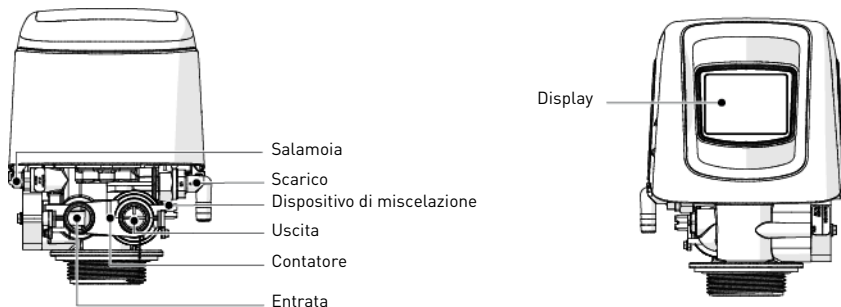 Salamoia
Scarico
Dispositivo di miscelazione
Uscita
Contatore
Entrata
Display